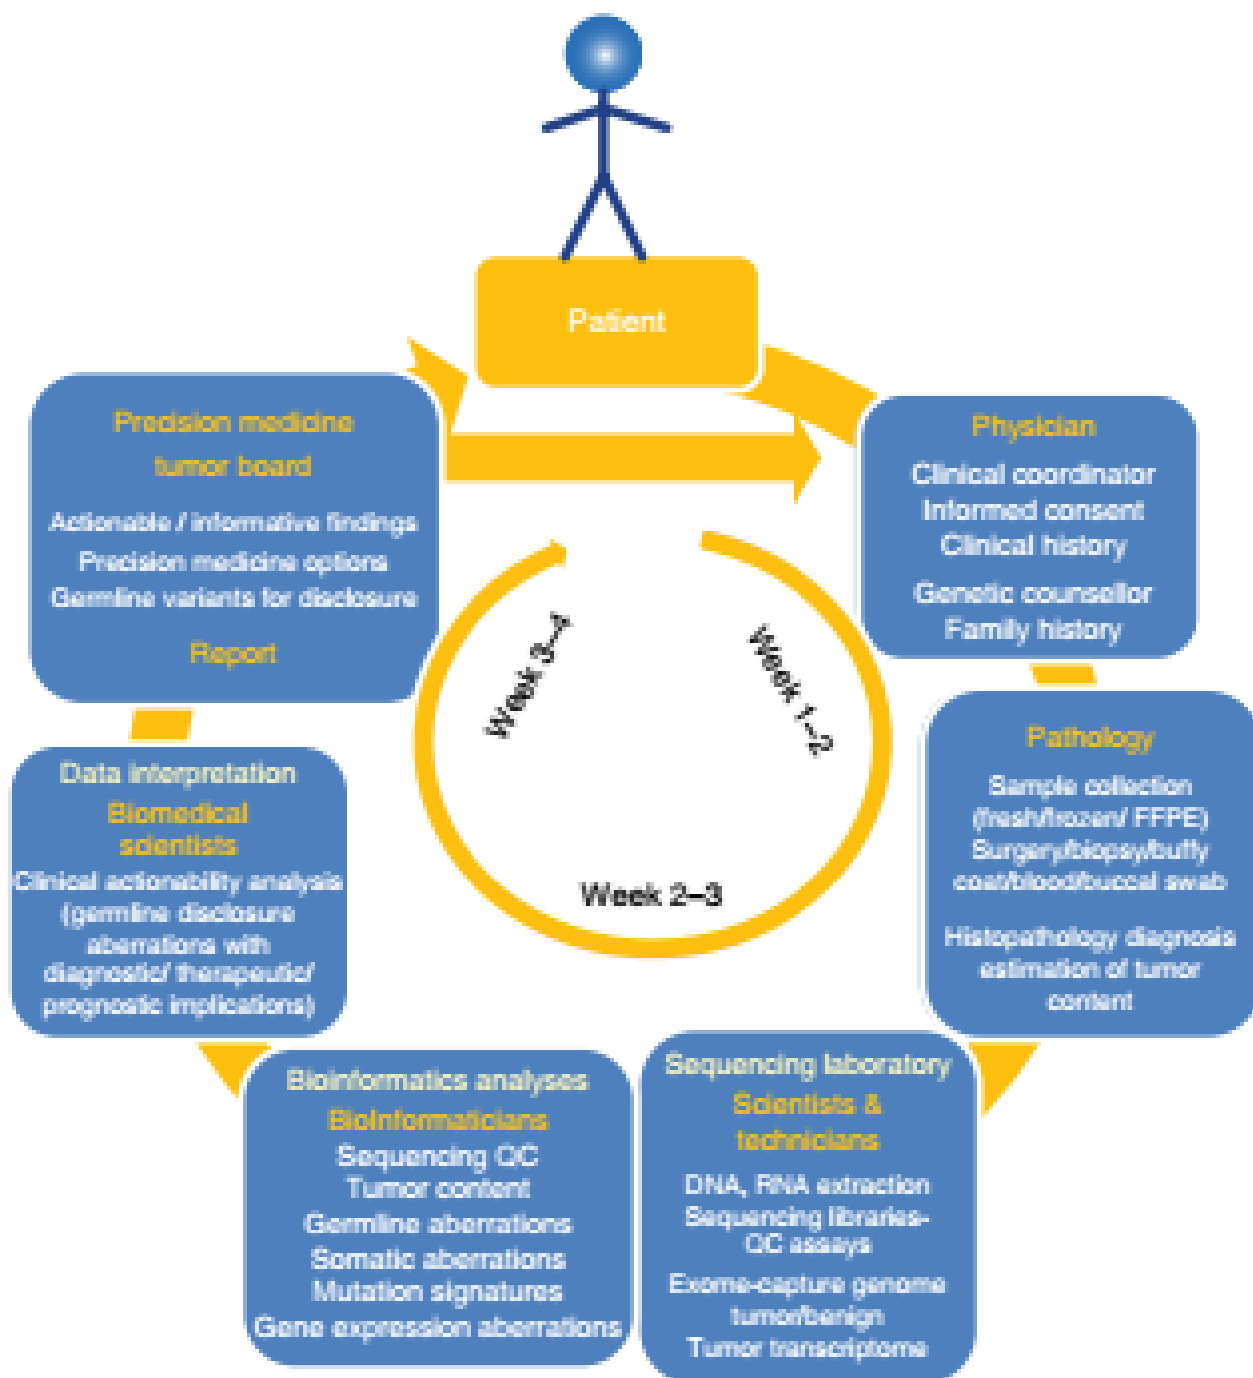 Patient
Physician
Clinical coordinator
Informed consent
Clinical history
Genetic counsellor
Family history
Pathology
Sample collection
(fresh/frozen/ FFPE)
Surgery/biopsy/buffy
coat/blood/buccal swab
Histopathology diagnosis
estimation of tumor
content
Sequencing laboratory
Scientists &
technicians
DNA, RNA extraction
Sequencing libraries-
QC assays
Exome-capture genome
tumor/benign
Tumor transcriptome
Bioinformatics analyses
Bioinformaticians
Sequencing QC
Tumor content
Germline aberrations
Somatic aberrations
Mutation signatures
Gene expression aberrations
Data interpretation
Biomedical
scientists
Clinical actionability analysis
(germline disclosure
aberrations with
diagnostic/ therapeutic/
prognostic implications)
Precision medicine
tumor board
Actionable / informative findings
Precision medicine options
Germline variants for disclosure
Report
Week 1–2
Week 2–3
Week 3–4